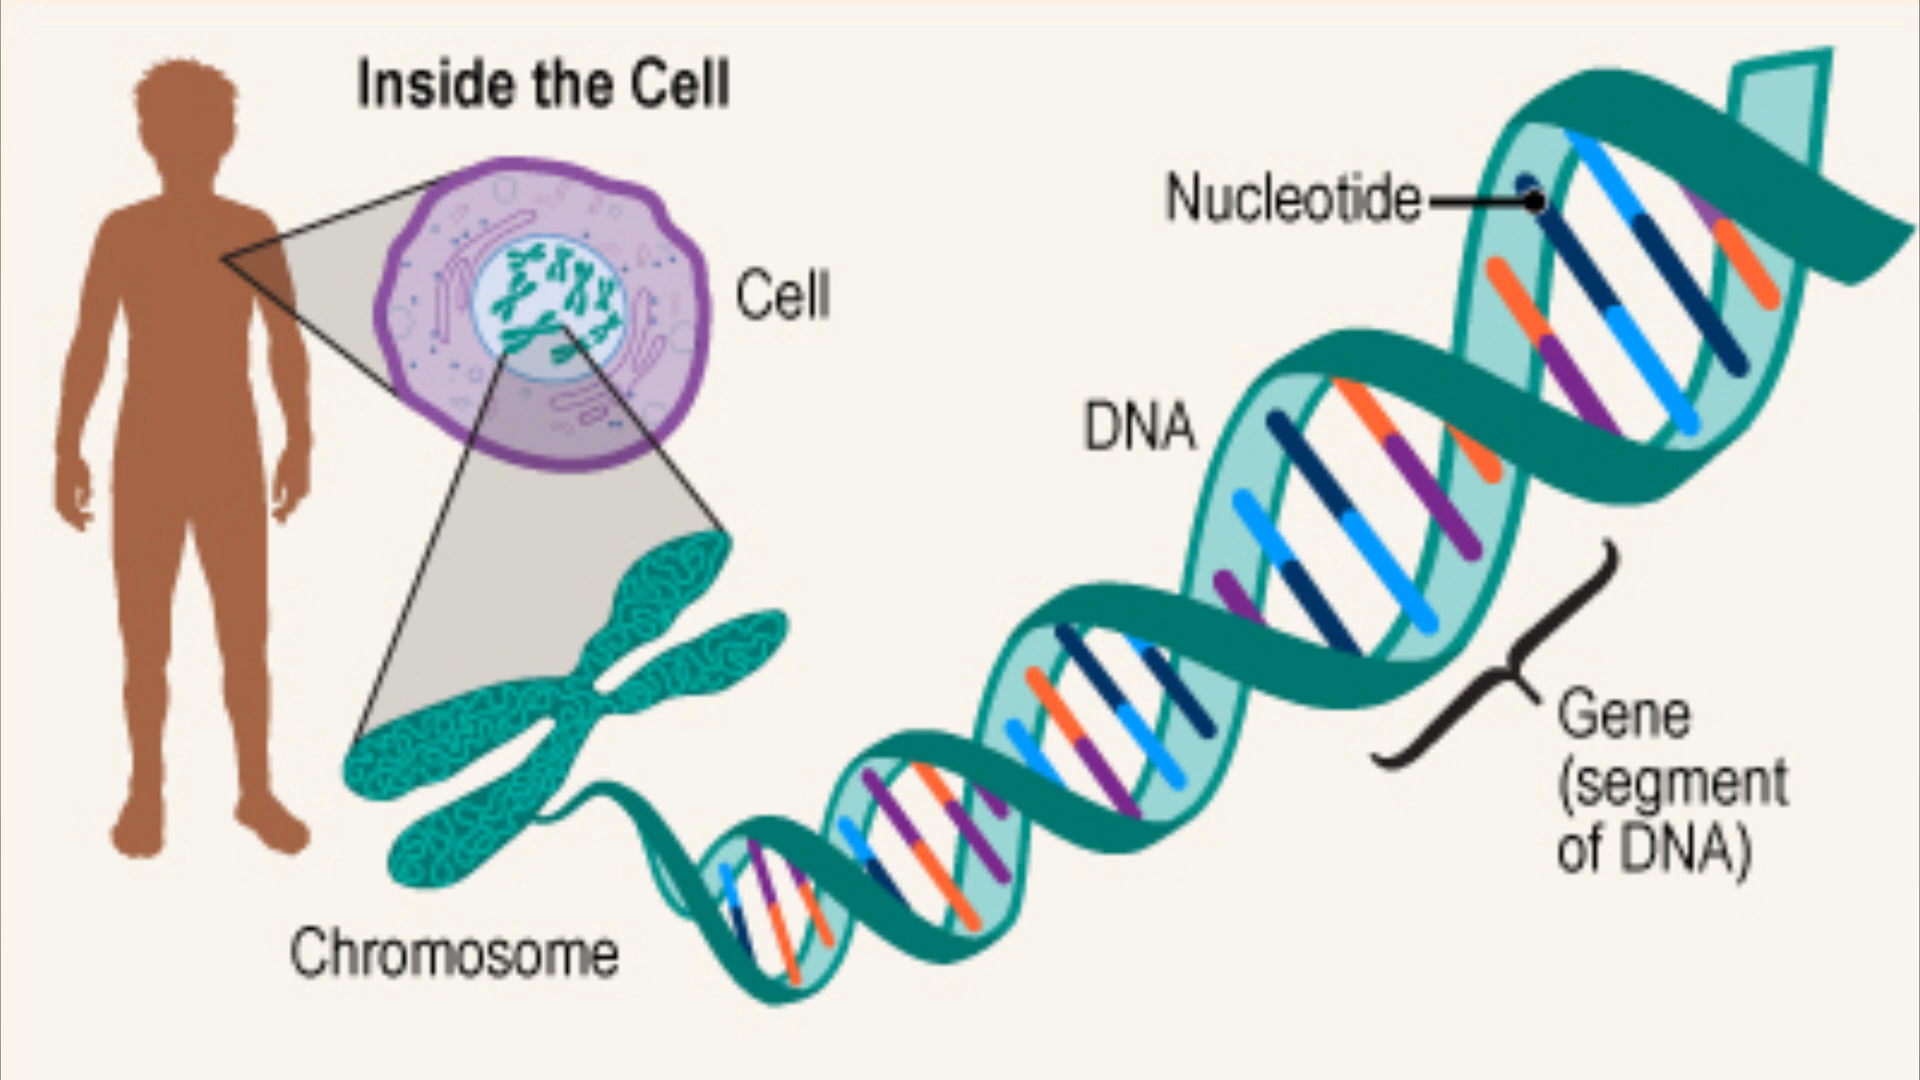 Inside the Cell
Cell
Nucleotide
DNA
Gene
(segment
of DNA)
Chromosome